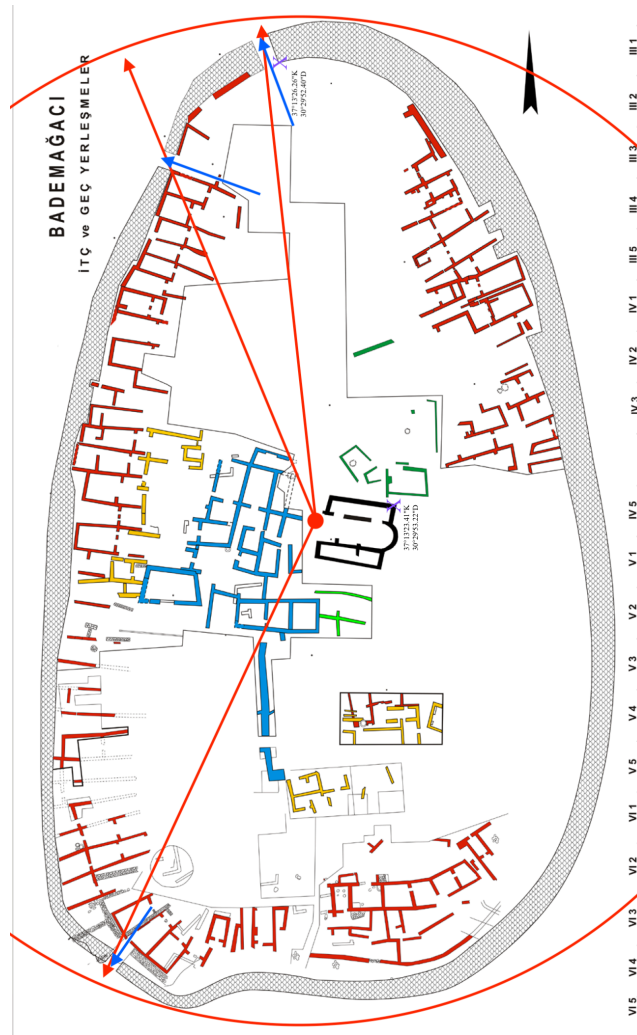 BADEMAĞACI
İTÇ ve GEÇ YERLEŞMELER
X
37°13'26.26"K
30°29'52.40"D
X
37°13'23.41"K
30°29'53.22"D
III 1
III 2
III 3
III 4
III 5
IV 1
IV 2
IV 3
IV 5
V 1
V 2
V 3
V 4
V 5
VI 1
VI 2
VI 3
VI 4
VI 5